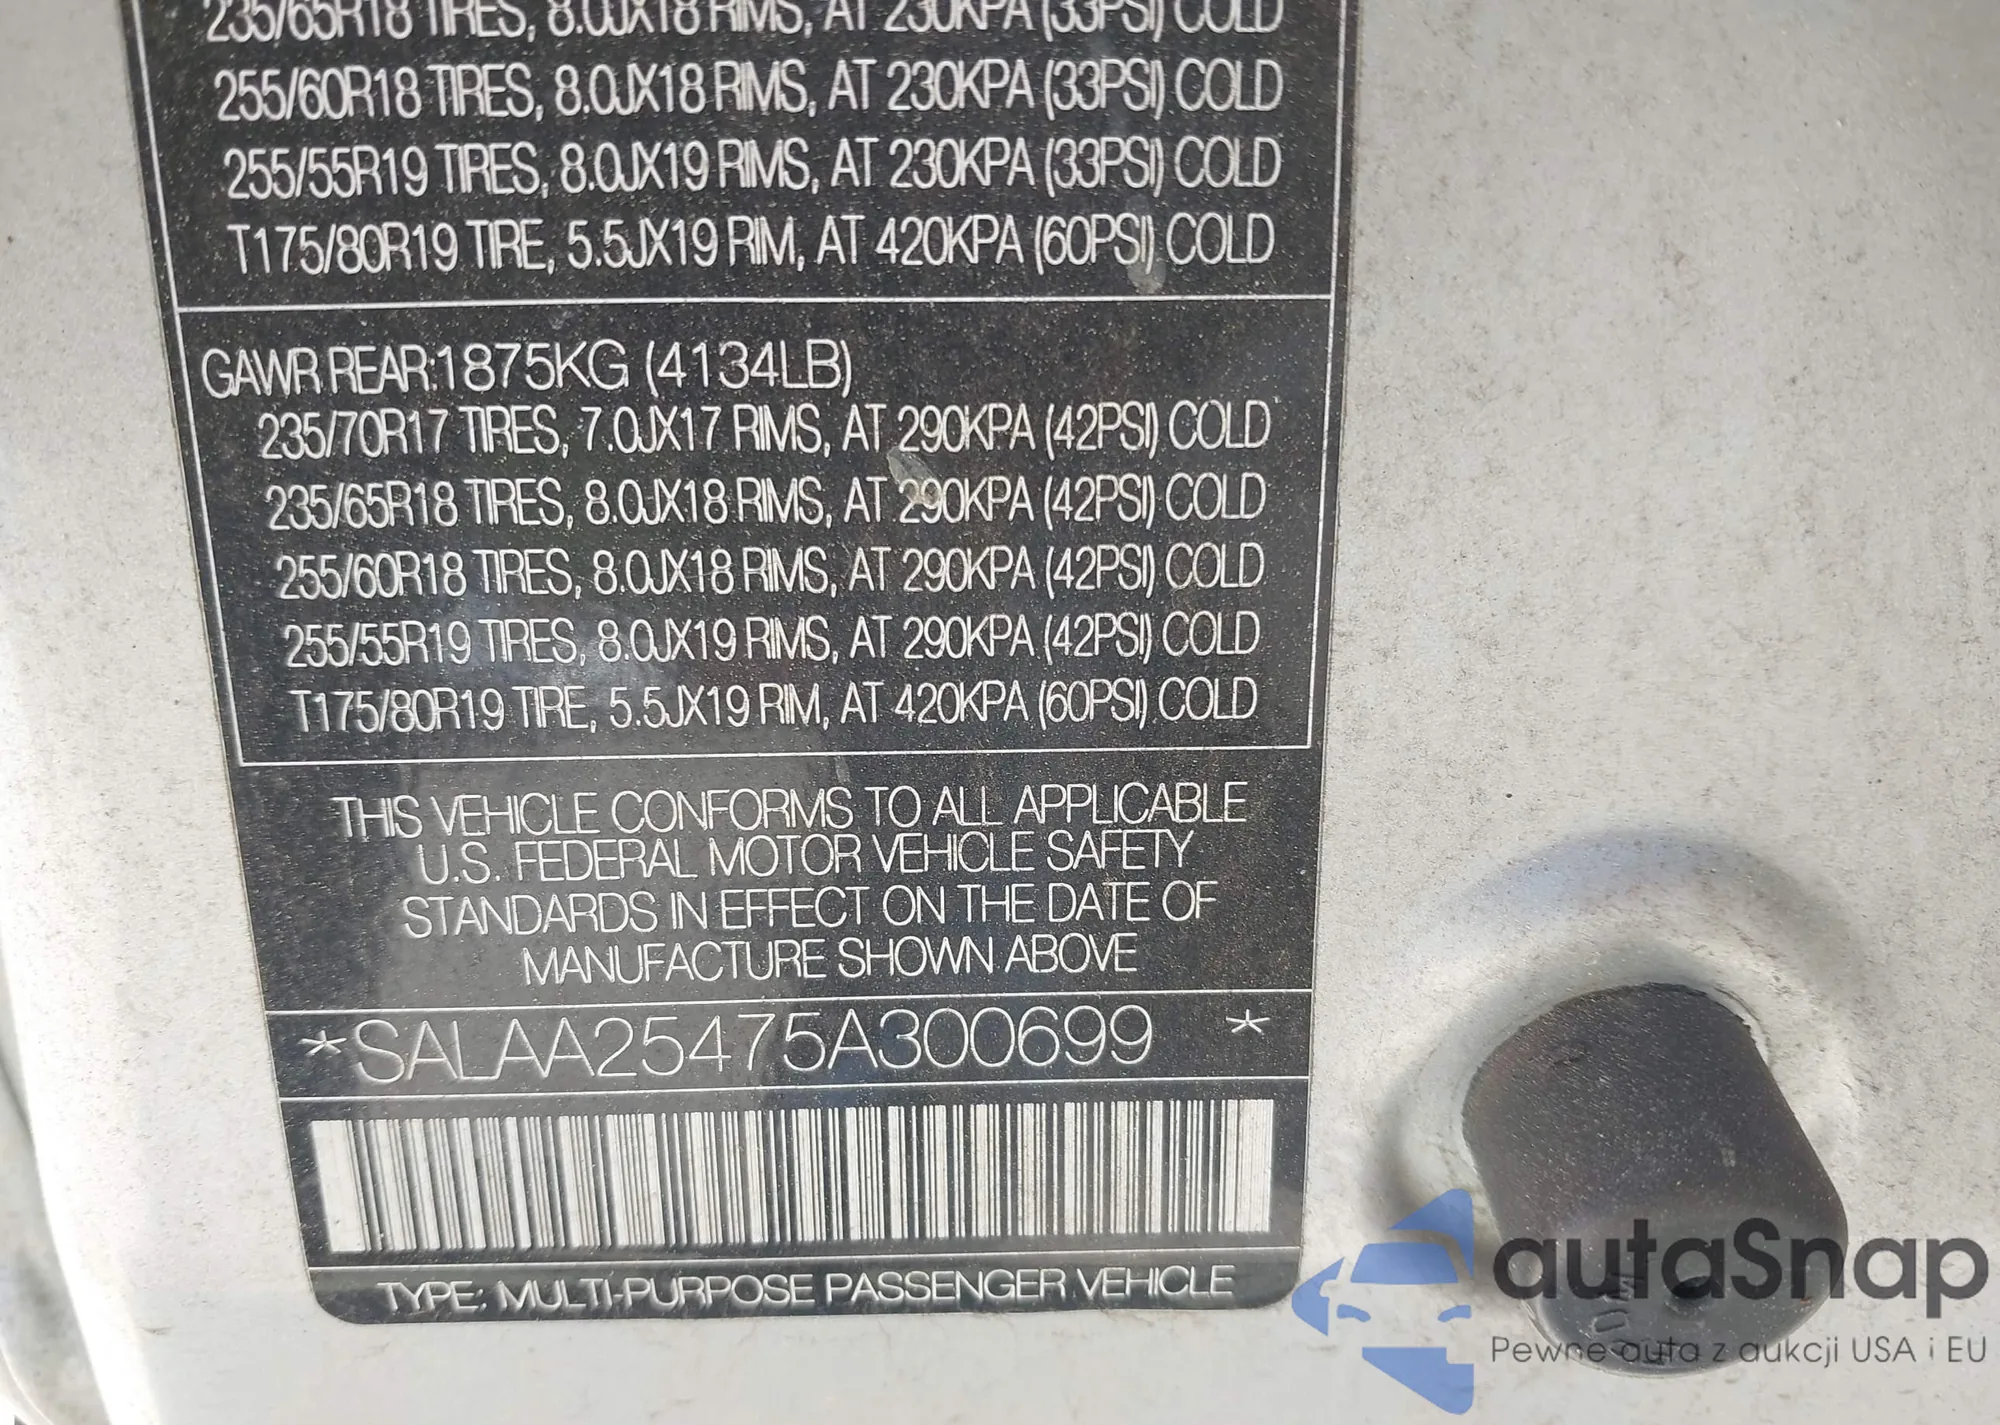 235/65R18 TIRES, 8.0JX18 RIMS, AT 230KPA (33PSI) COLD
255/60R18 TIRES, 8.0JX18 RIMS, AT 230KPA (33PSI) COLD
255/55R19 TIRES, 8.0JX19 RIMS, AT 230KPA (33PSI) COLD
T175/80R19 TIRE, 5.5JX19 RIM, AT 420KPA (60PSI) COLD
GAWR REAR:1875KG (4134LB)
235/70R17 TIRES, 7.0JX17 RIMS, AT 290KPA (42PSI) COLD
235/65R18 TIRES, 8.0JX18 RIMS, AT 290KPA (42PSI) COLD
255/60R18 TIRES, 8.0JX18 RIMS, AT 290KPA (42PSI) COLD
255/55R19 TIRES, 8.0JX19 RIMS, AT 290KPA (42PSI) COLD
T175/80R19 TIRE, 5.5JX19 RIM, AT 420KPA (60PSI) COLD
THIS VEHICLE CONFORMS TO ALL APPLICABLE
U.S. FEDERAL MOTOR VEHICLE SAFETY
STANDARDS IN EFFECT ON THE DATE OF
MANUFACTURE SHOWN ABOVE
*SALAA25475A300699 *
TYPE: MULTI-PURPOSE PASSENGER VEHICLE
autaSnap
Pewne auta z aukcji USA i EU